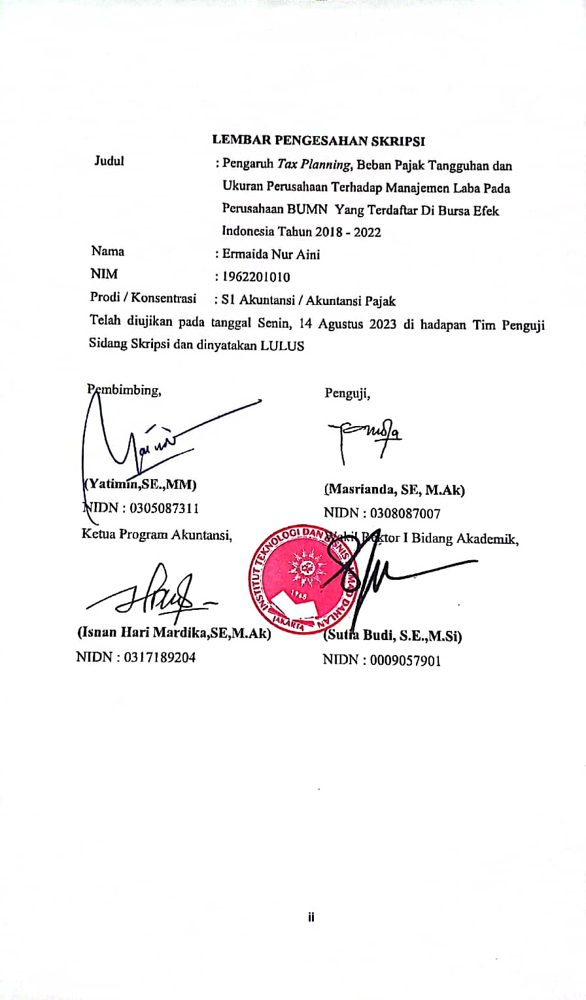 LEMBAR PENGESAHAN SKRIPSI
Judul : Pengaruh Tax Planning, Beban Pajak Tangguhan dan
Ukuran Perusahaan Terhadap Manajemen Laba Pada
Perusahaan BUMN Yang Terdaftar Di Bursa Efek
Indonesia Tahun 2018 - 2022
Nama : Ermaida Nur Aini
NIM : 1962201010
Prodi / Konsentrasi : S1 Akuntansi / Akuntansi Pajak
Telah diujikan pada tanggal Senin, 14 Agustus 2023 di hadapan Tim Penguji
Sidang Skripsi dan dinyatakan LULUS
Pembimbing, Penguji,
(Yatimin,SE.,MM) (Masrianda, SE, M.Ak)
NIDN : 0305087311 NIDN : 0308087007
Ketua Program Akuntansi, Wakil Rektor I Bidang Akademik,
INSTITUT TEKNOLOGI DAN BISNIS AHMAD DAHLAN
1968
JAKARTA
(Isnan Hari Mardika,SE,M.Ak) (Sutia Budi, S.E.,M.Si)
NIDN : 0317189204 NIDN : 0009057901
ii